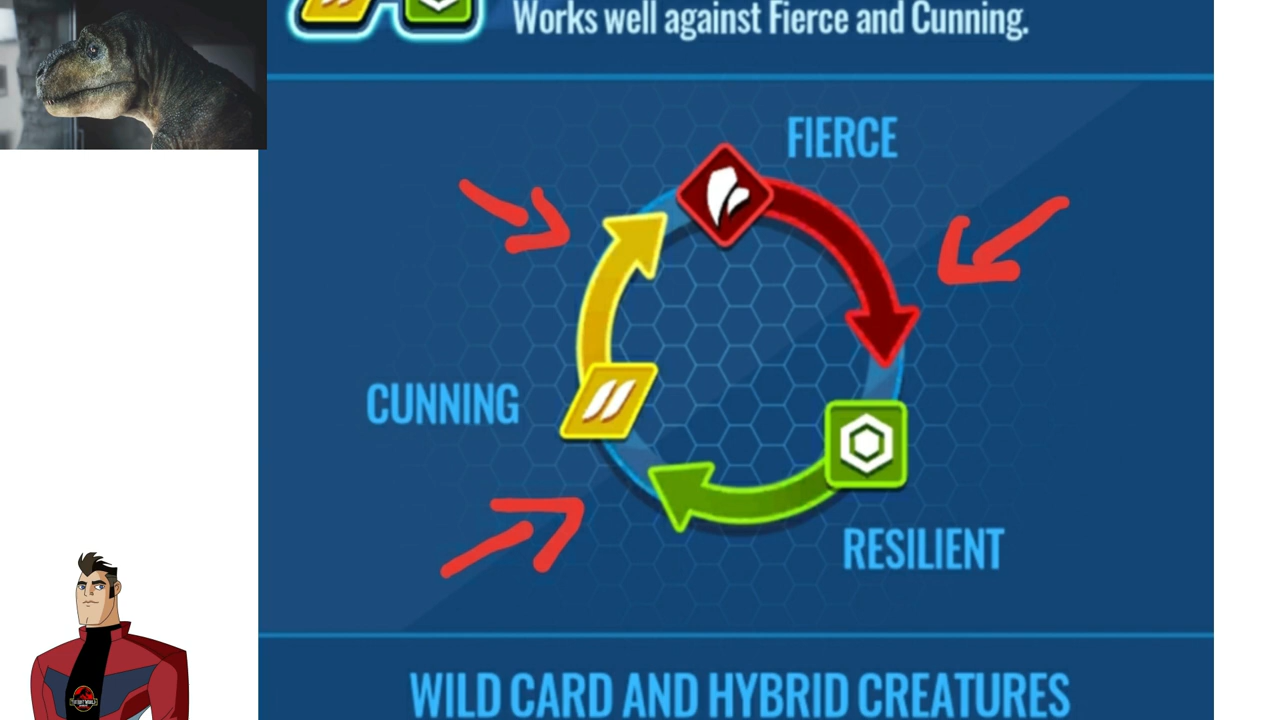 Works well against Fierce and Cunning.
FIERCE
CUNNING
RESILIENT
WILD CARD AND HYBRID CREATURES